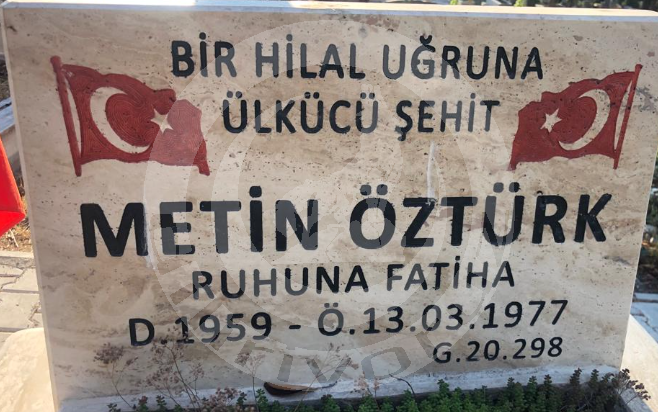 BİR HİLAL UĞRUNA
ÜLKÜCÜ ŞEHİT
METİN ÖZTÜRK
RUHUNA FATİHA
D.1959 - Ö.13.03.1977
G.20.298